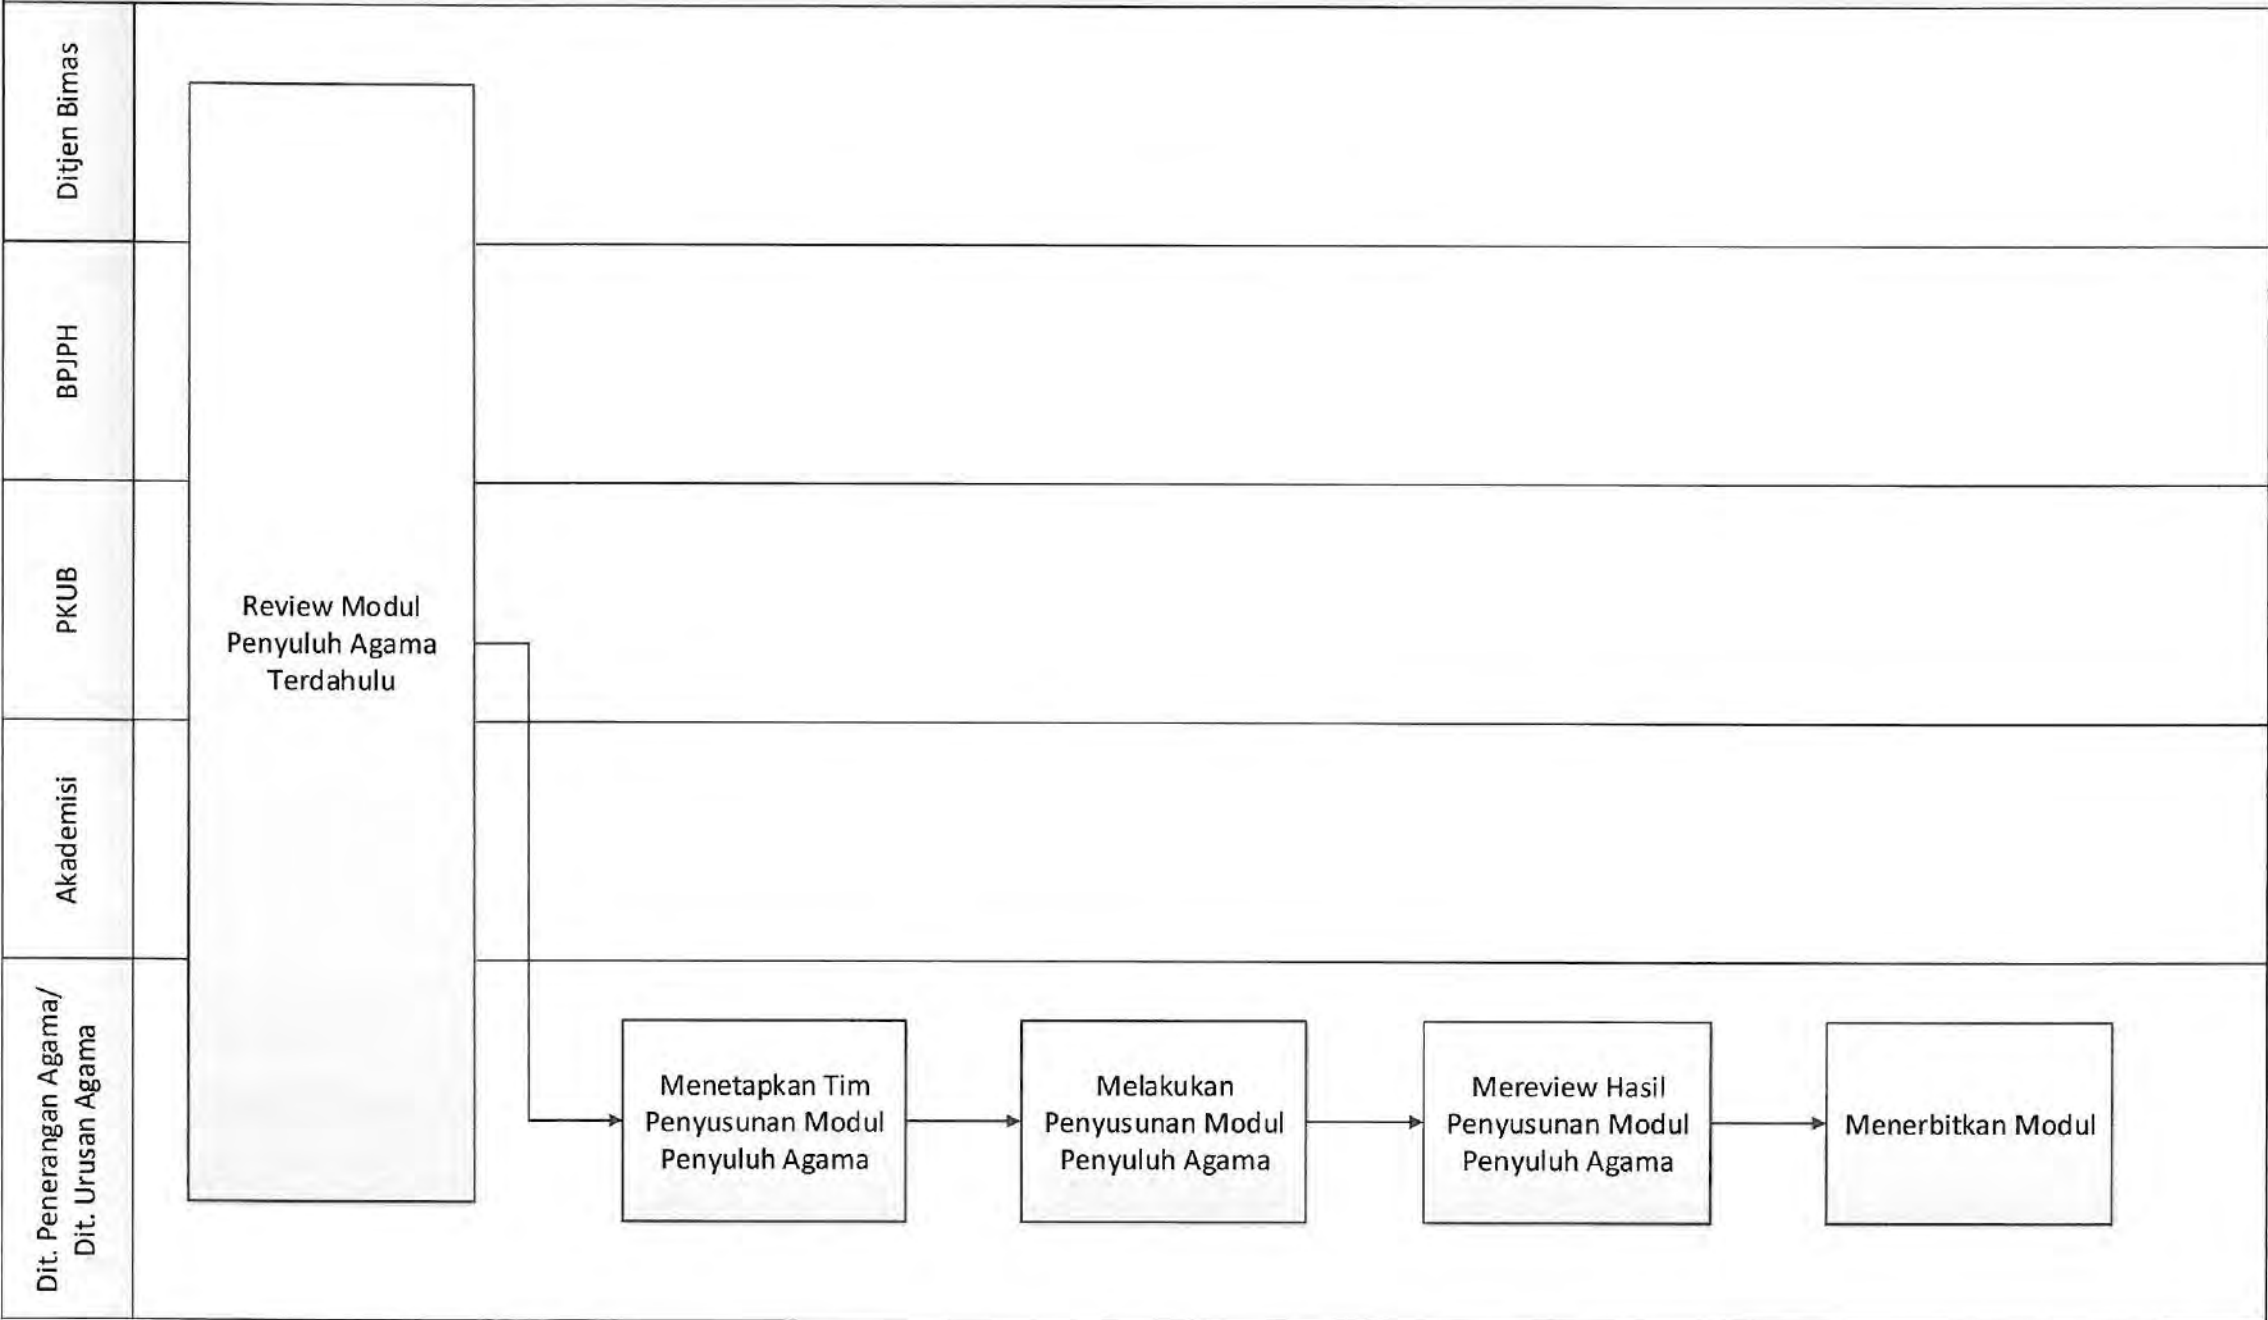 Ditjen Bimas
BPJPH
PKUB
Akademisi
Dit. Penerangan Agama/
Dit. Urusan Agama
Review Modul
Penyuluh Agama
Terdahulu
Menetapkan Tim
Penyusunan Modul
Penyuluh Agama
Melakukan
Penyusunan Modul
Penyuluh Agama
Mereview Hasil
Penyusunan Modul
Penyuluh Agama
Menerbitkan Modul